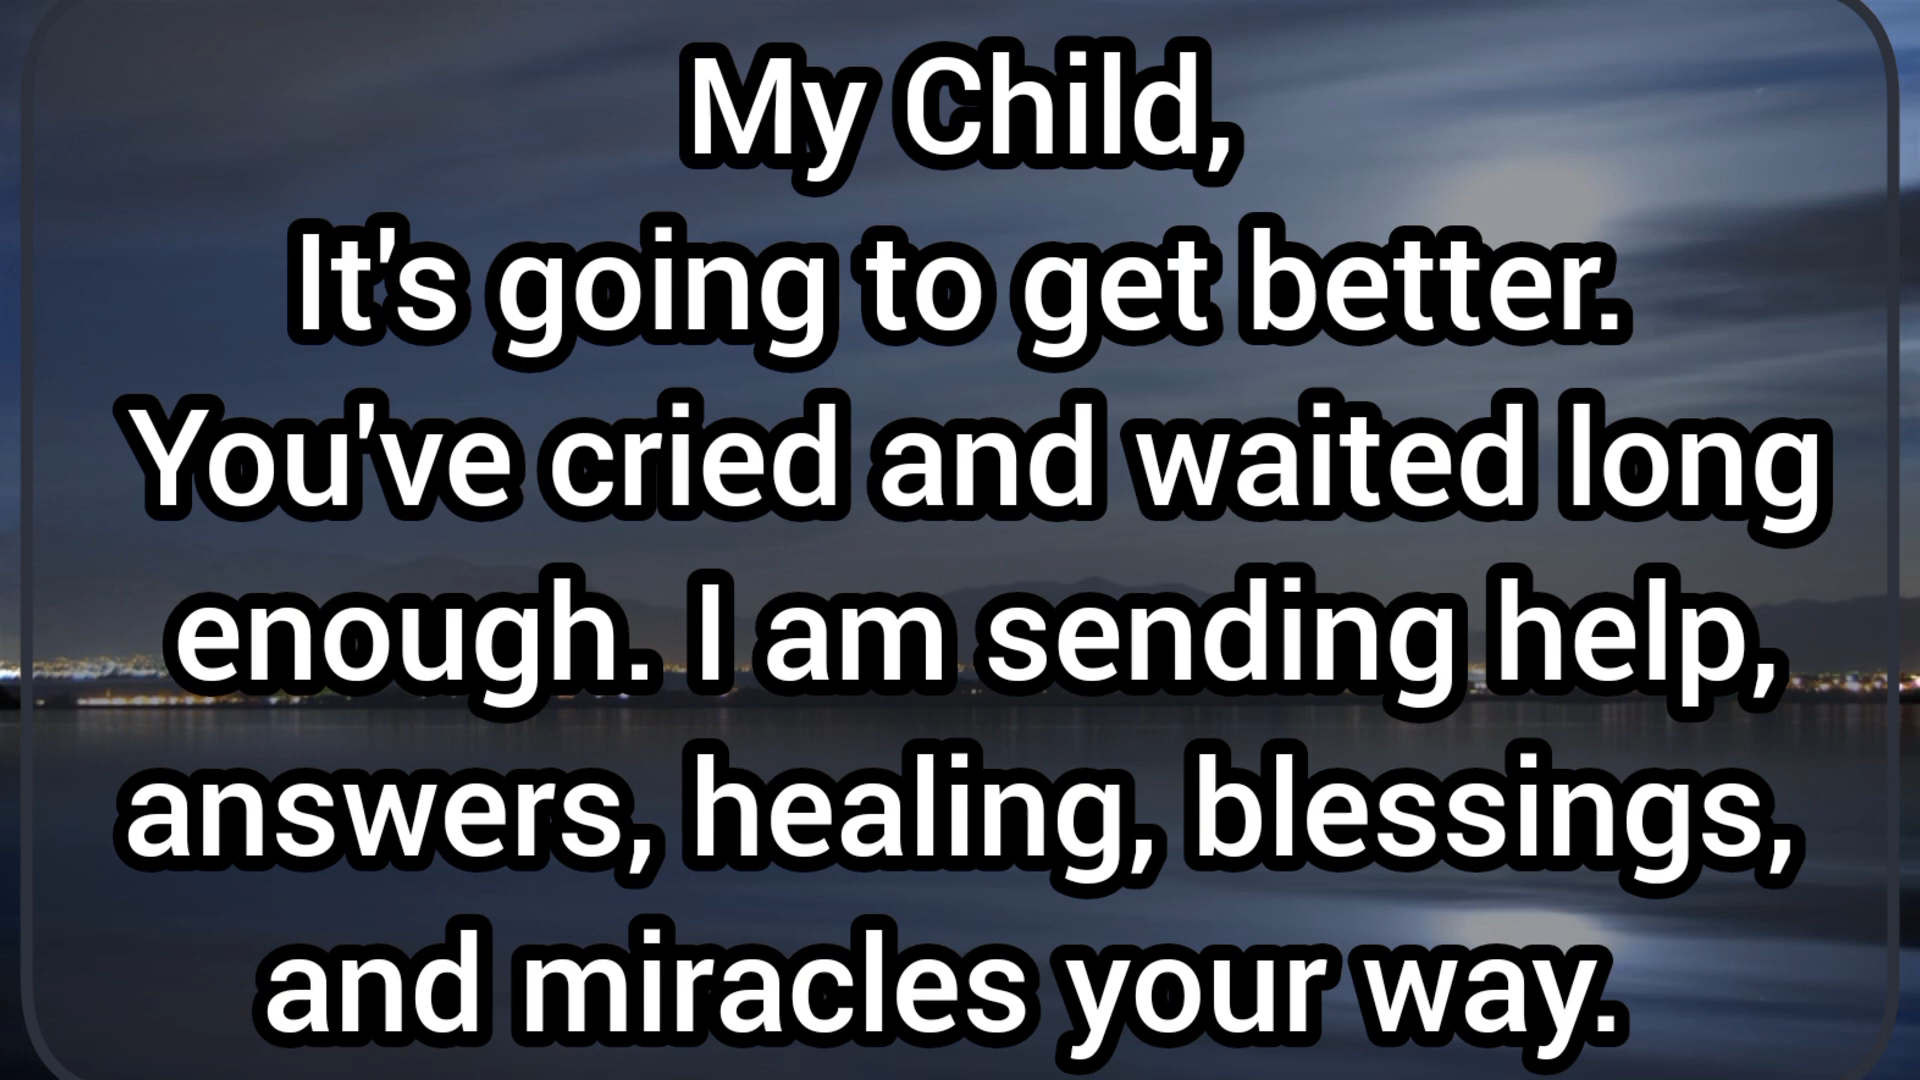 My Child,
It's going to get better.
You've cried and waited long
enough. I am sending help,
answers, healing, blessings,
and miracles your way.